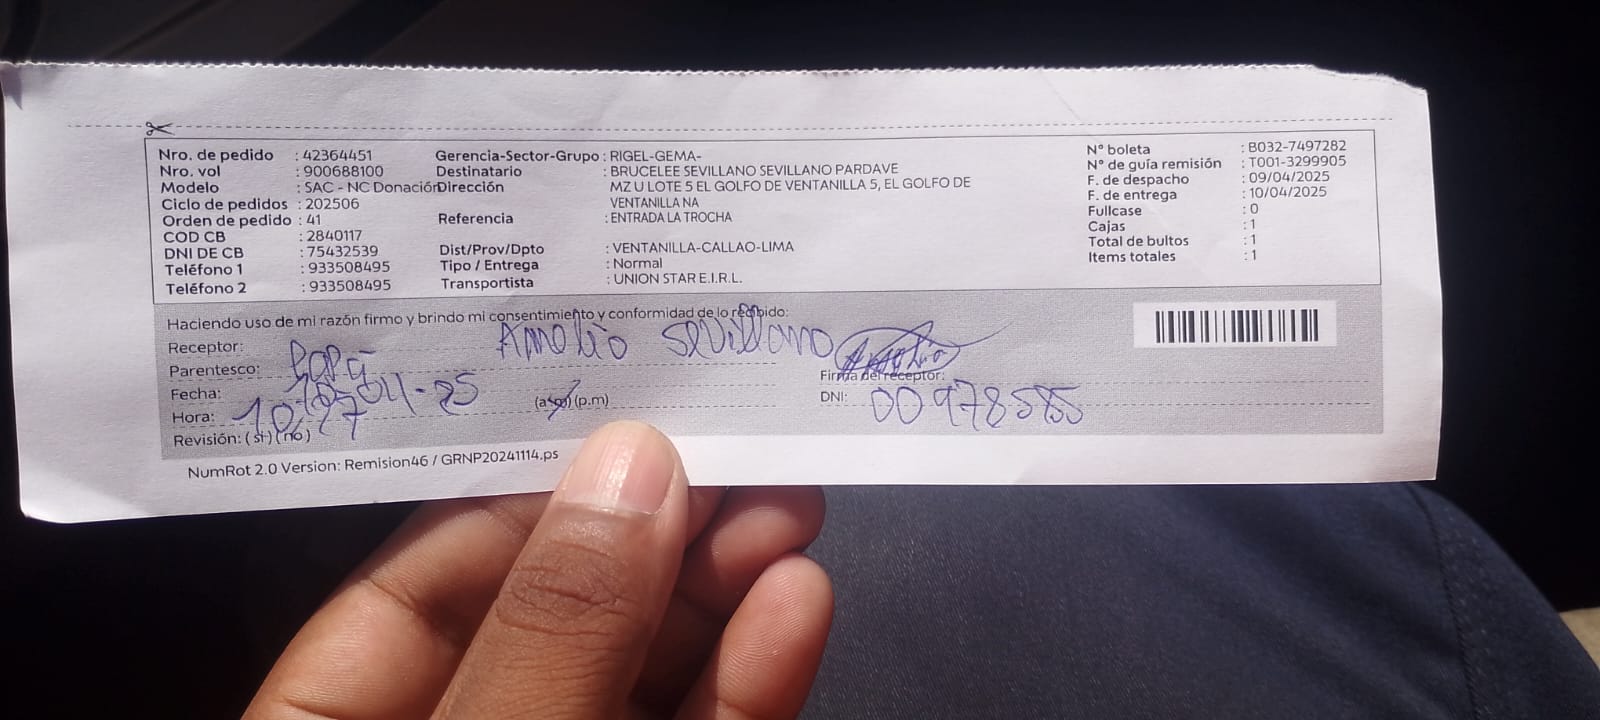 Nro. de pedido : 42364451
Nro. vol : 900688100
Modelo : SAC - NC Donación
Ciclo de pedidos : 202506
Orden de pedido : 41
COD CB : 2840117
DNI DE CB : 75432539
Teléfono 1 : 933508495
Teléfono 2 : 933508495
Gerencia-Sector-Grupo : RIGEL-GEMA-
Destinatario : BRUCELEE SEVILLANO SEVILLANO PARDAVE
Dirección MZ U LOTE 5 EL GOLFO DE VENTANILLA 5, EL GOLFO DE
VENTANILLA NA
Referencia : ENTRADA LA TROCHA
Dist/Prov/Dpto : VENTANILLA-CALLAO-LIMA
Tipo / Entrega : Normal
Transportista : UNION STAR E.I.R.L.
N° boleta : B032-7497282
N° de guía remisión : T001-3299905
F. de despacho : 09/04/2025
F. de entrega : 10/04/2025
Fullcase : 0
Cajas : 1
Total de bultos : 1
Items totales : 1
Haciendo uso de mi razón firmo y brindo mi consentimiento y conformidad de lo recibido:
Receptor: Amelio Sevillano
Parentesco: PaPá
Fecha: 10-04-25
Hora: 10:27 (a.m) (p.m)
Revisión: ( si ) ( no )
Firma del receptor:
DNI: 00978585
NumRot 2.0 Version: Remision46 / GRNP20241114.ps